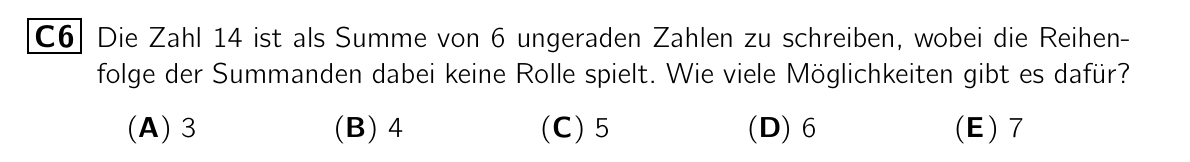 C6 Die Zahl 14 ist als Summe von 6 ungeraden Zahlen zu schreiben, wobei die Reihen-
folge der Summanden dabei keine Rolle spielt. Wie viele Möglichkeiten gibt es dafür?
(A) 3 (B) 4 (C) 5 (D) 6 (E) 7